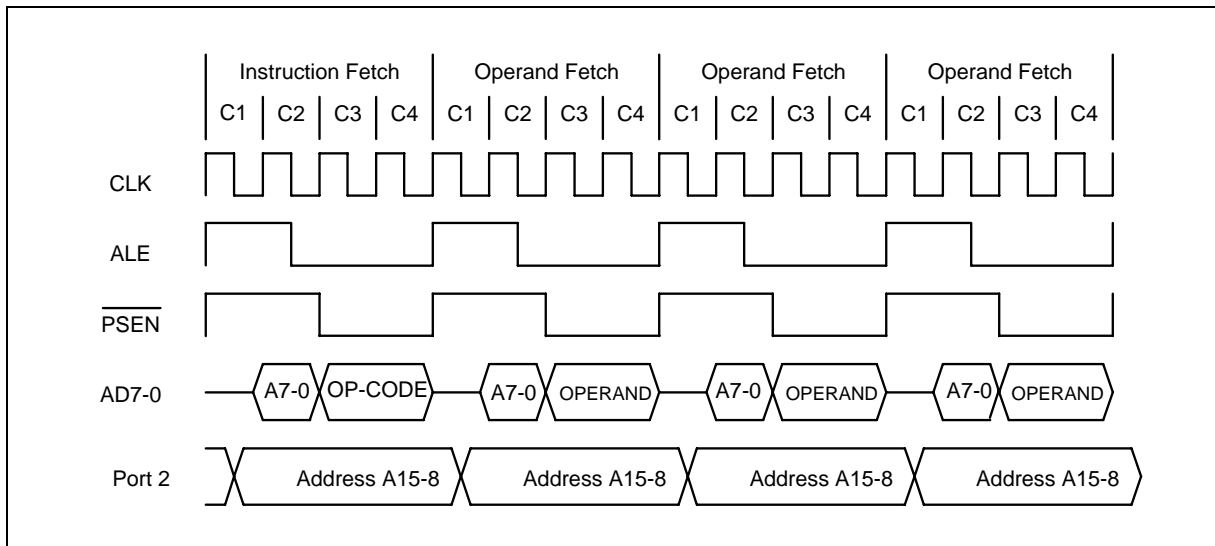 Instruction Fetch Operand Fetch Operand Fetch Operand Fetch
C1 C2 C3 C4 C1 C2 C3 C4 C1 C2 C3 C4 C1 C2 C3 C4
CLK
ALE
PSEN
AD7-0 A7-0 OP-CODE A7-0 OPERAND A7-0 OPERAND A7-0 OPERAND
Port 2 Address A15-8 Address A15-8 Address A15-8 Address A15-8